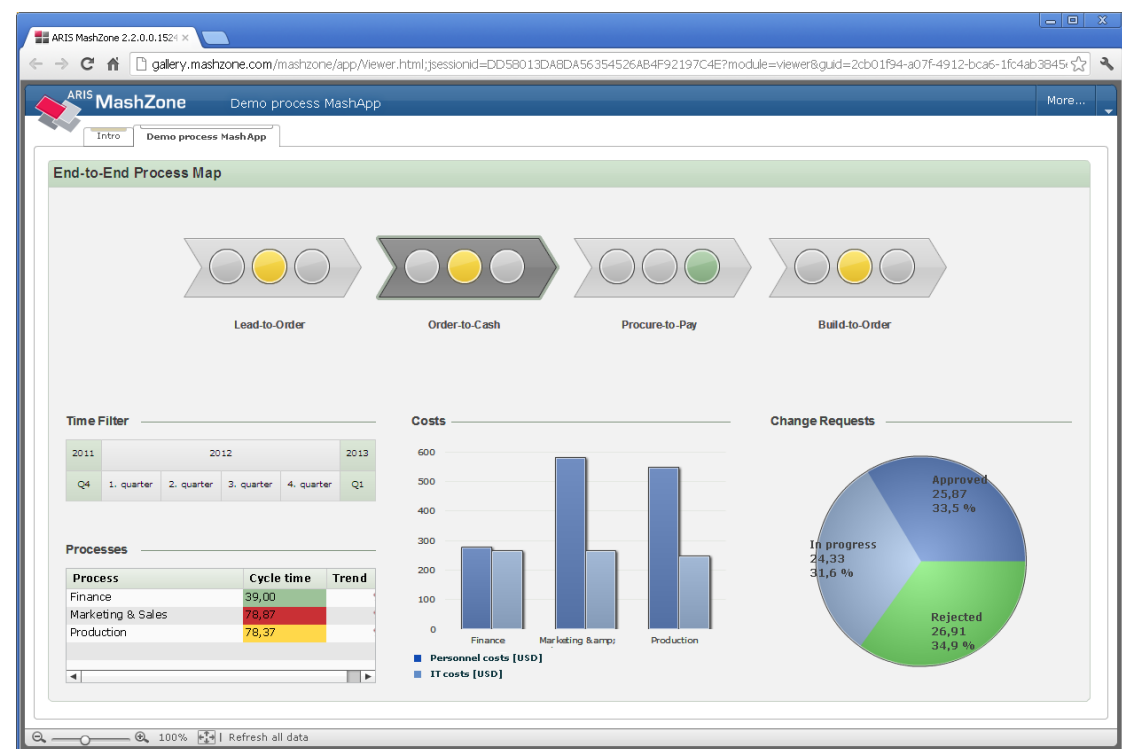 ARIS MashZone 2.2.0.0.1524
gallery.mashzone.com/mashzone/app/Viewer.html;jsessionid=DD58013DA8DA56354526AB4F92197C4E?module=viewer&guid=2cb01f94-a07f-4912-bca6-1fc4ab3845
ARIS MashZone
Demo process MashApp
More...
Intro
Demo process MashApp
End-to-End Process Map
Lead-to-Order
Order-to-Cash
Procure-to-Pay
Build-to-Order
Time Filter
2011 2012 2013
Q4 1. quarter 2. quarter 3. quarter 4. quarter Q1
Processes
Process Cycle time Trend
Finance 39,00
Marketing & Sales 78,87
Production 78,37
Costs
600
500
400
300
200
100
0
Finance Marketing &amp; Production
Personnel costs [USD]
IT costs [USD]
Change Requests
Approved
25,87
33,5 %
In progress
24,33
31,6 %
Rejected
26,91
34,9 %
100% | Refresh all data